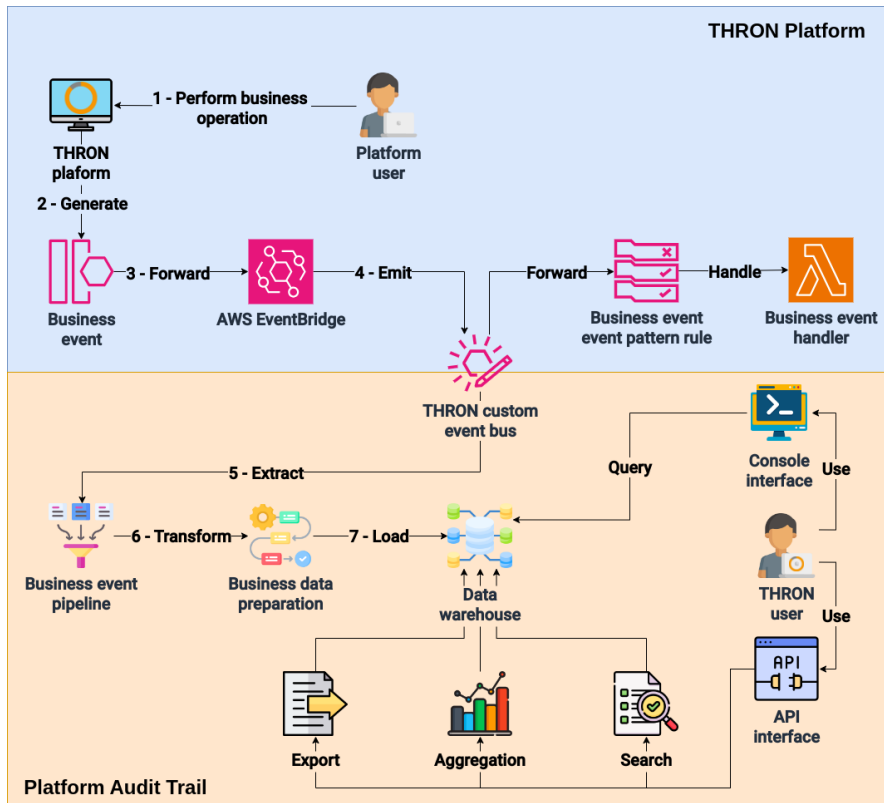 THRON Platform
1 - Perform business
operation
THRON
plaform
Platform
user
2 - Generate
3 - Forward
4 - Emit
Forward
Handle
Business
event
AWS EventBridge
Business event
event pattern rule
Business event
handler
THRON custom
event bus
5 - Extract
Query
Console
interface
Use
6 - Transform
7 - Load
Business event
pipeline
Business data
preparation
Data
warehouse
THRON
user
Use
API
API
interface
Export
Aggregation
Search
Platform Audit Trail